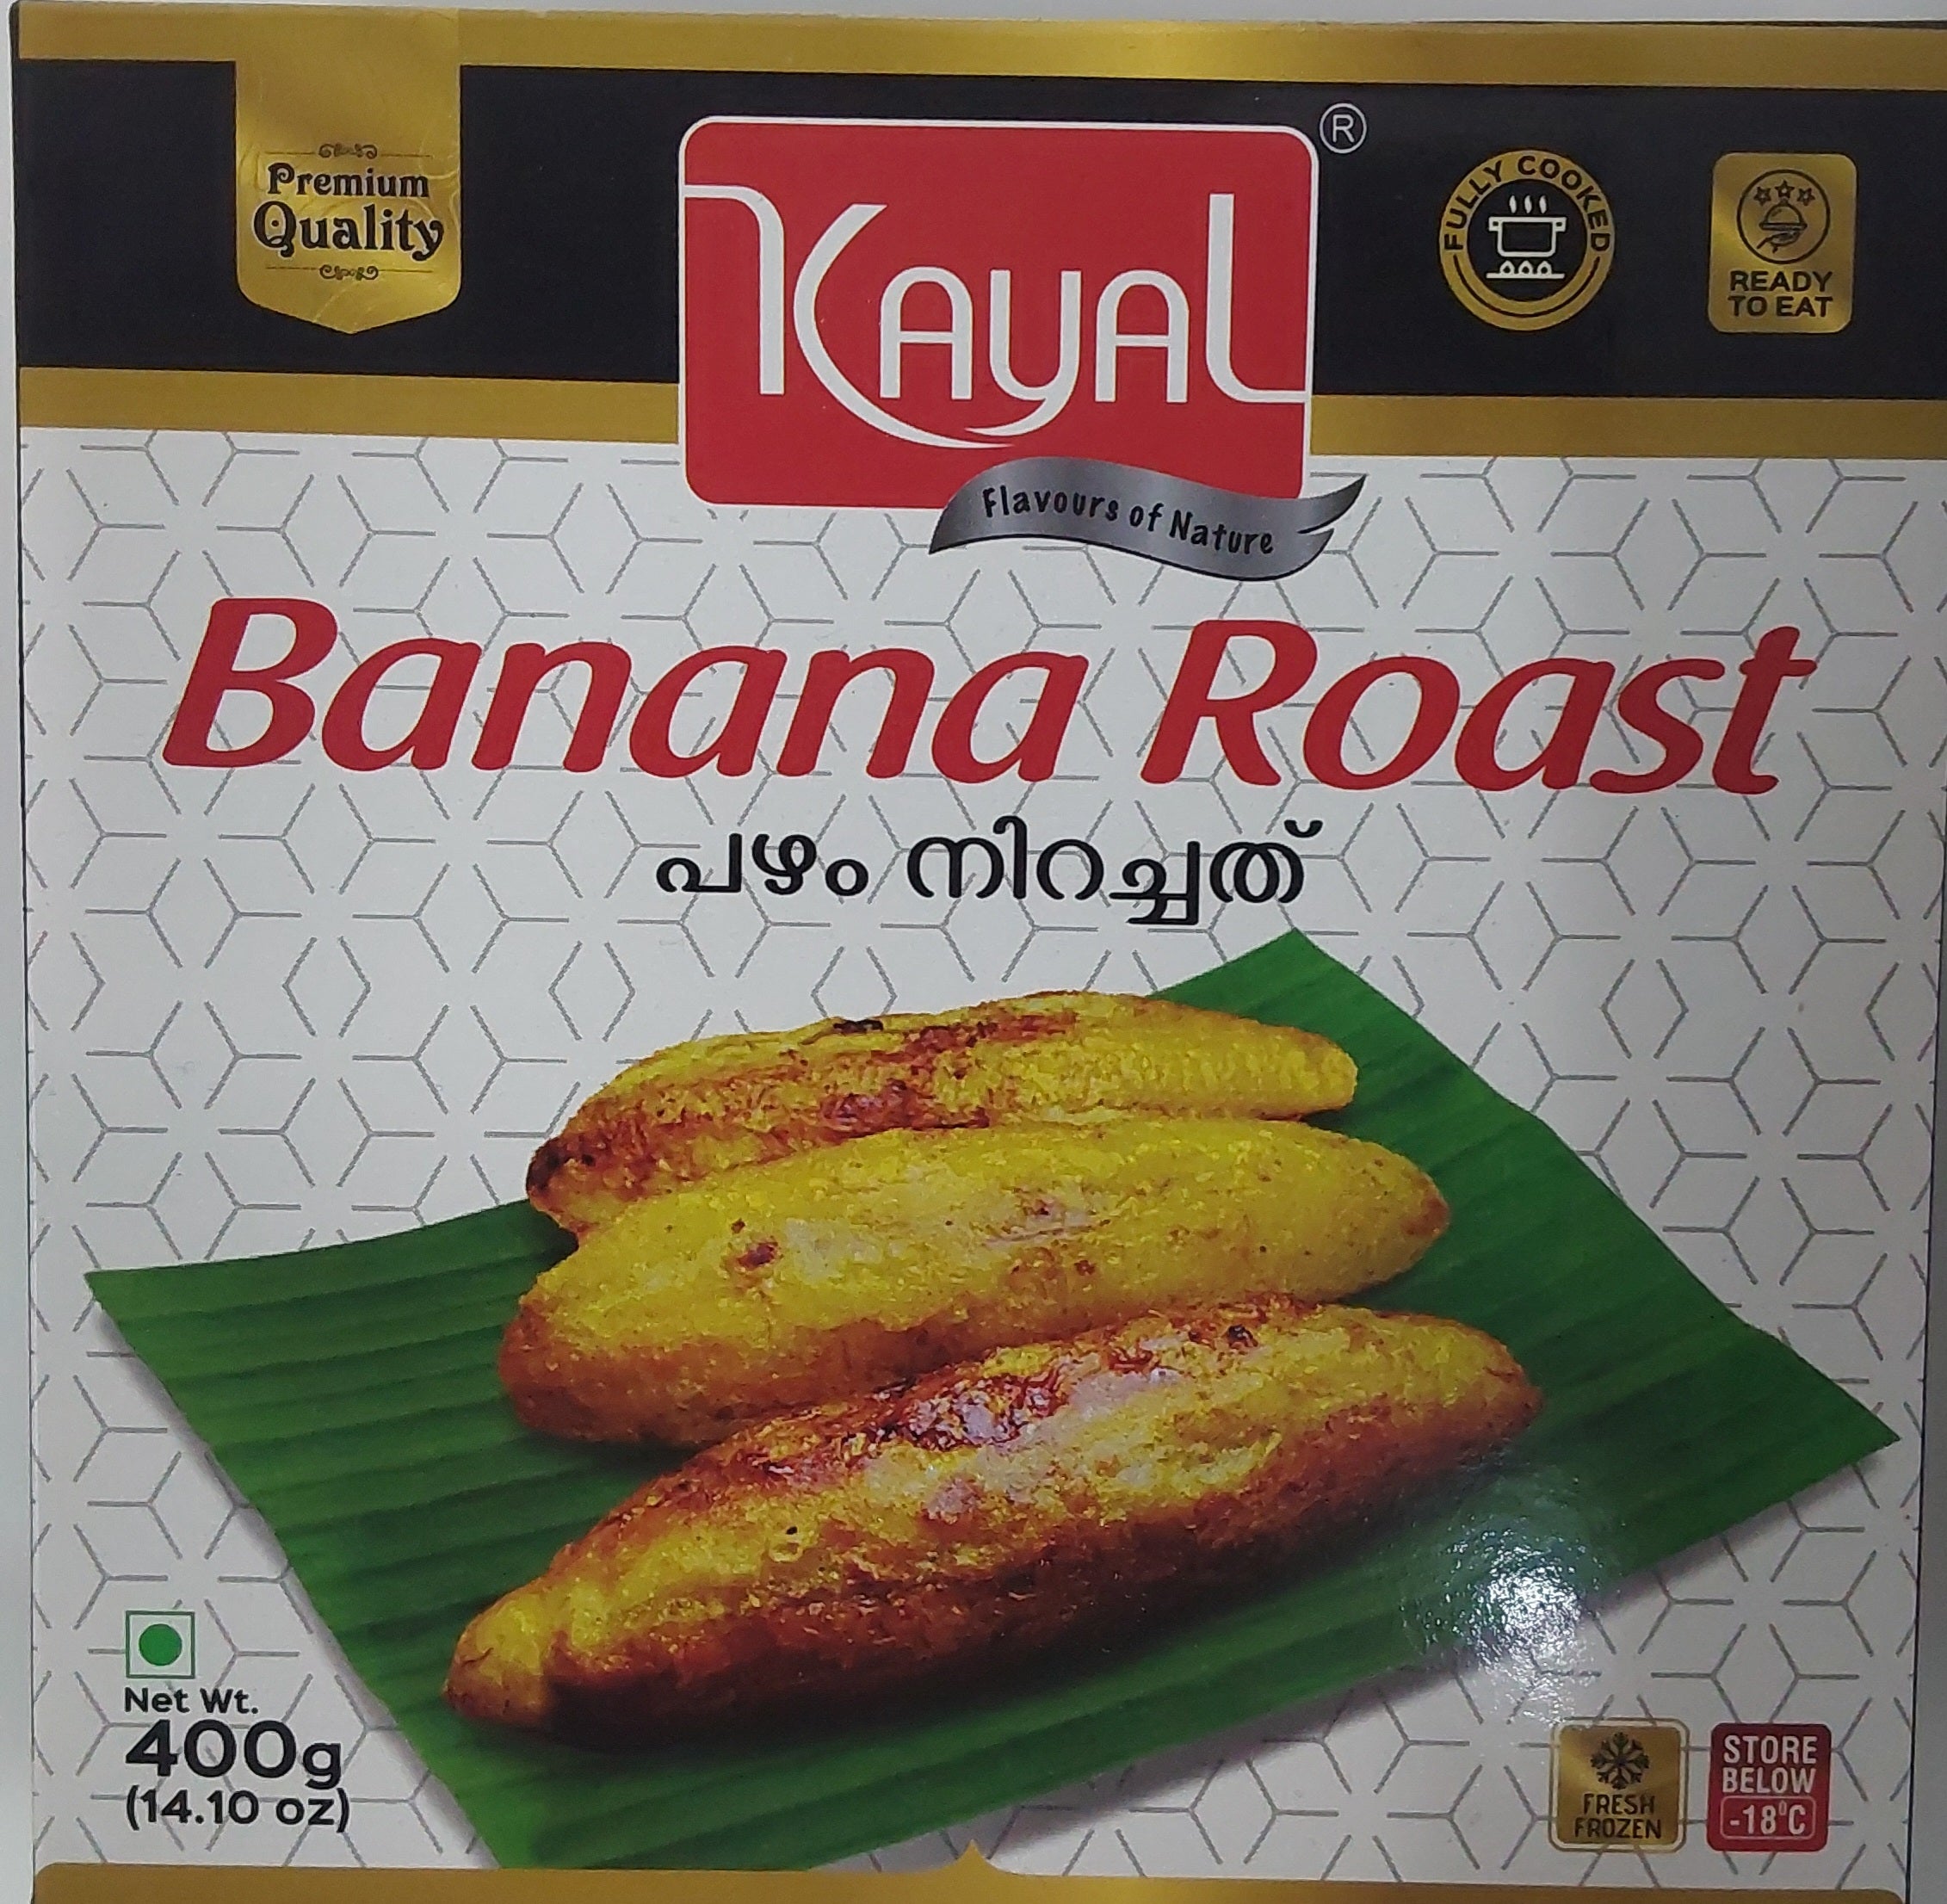 Premium
Quality
KAYAL
®
FULLY COOKED
READY
TO EAT
Flavours of Nature
Banana Roast
പഴം നിറച്ചത്
Net Wt.
400g
(14.10 oz)
FRESH
FROZEN
STORE
BELOW
-18°C